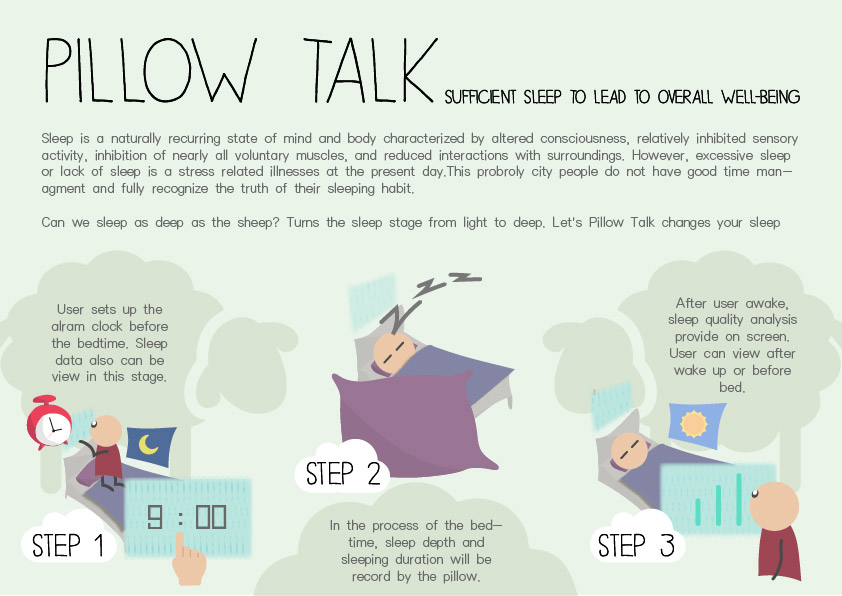 PILLOW TALK SUFFICIENT SLEEP TO LEAD TO OVERALL WELL-BEING
Sleep is a naturally recurring state of mind and body characterized by altered consciousness, relatively inhibited sensory
activity, inhibition of nearly all voluntary muscles, and reduced interactions with surroundings. However, excessive sleep
or lack of sleep is a stress related illnesses at the present day.This probroly city people do not have good time man-
agment and fully recognize the truth of their sleeping habit.
Can we sleep as deep as the sheep? Turns the sleep stage from light to deep. Let's Pillow Talk changes your sleep
User sets up the
alram clock before
the bedtime. Sleep
data also can be
view in this stage.
9 : 00
STEP 1
STEP 2
In the process of the bed-
time, sleep depth and
sleeping duration will be
record by the pillow.
After user awake,
sleep quality analysis
provide on screen.
User can view after
wake up or before
bed.
STEP 3